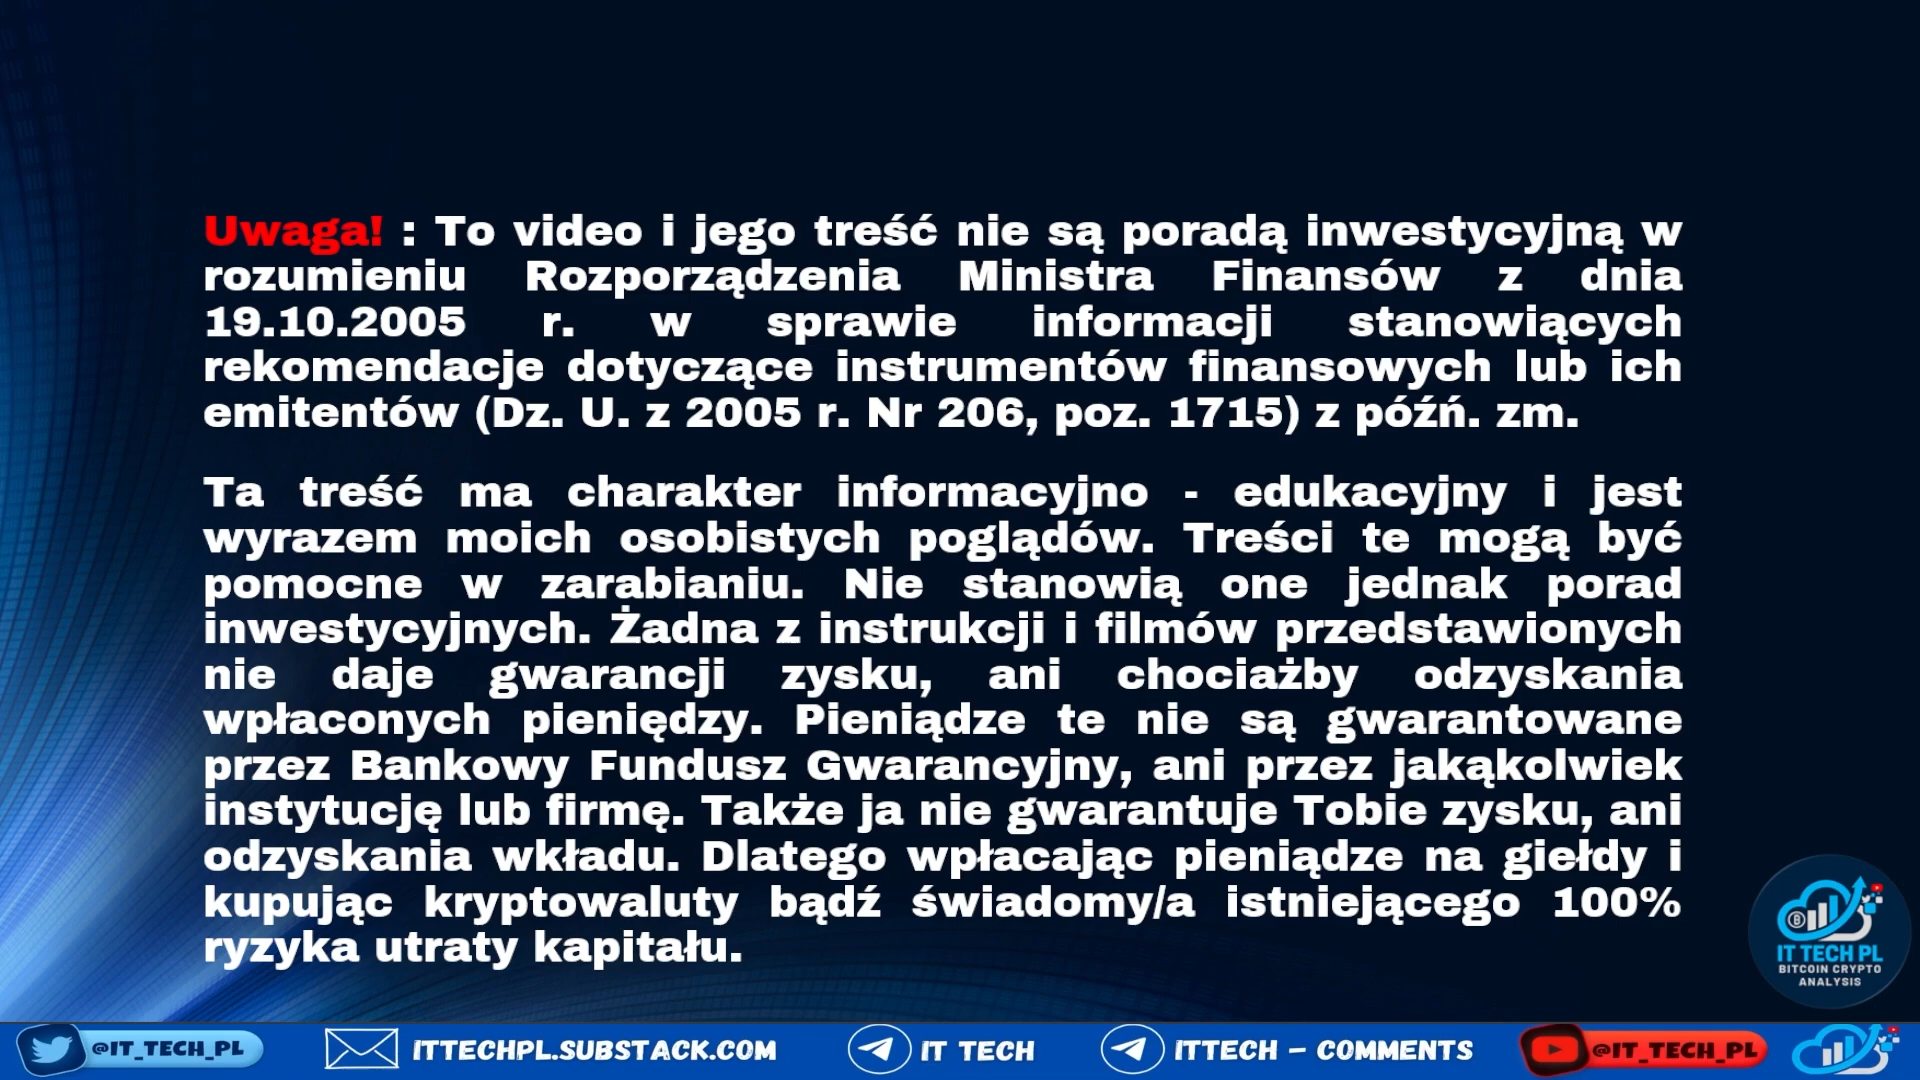 Uwaga! : To video i jego treść nie są poradą inwestycyjną w
rozumieniu Rozporządzenia Ministra Finansów z dnia
19.10.2005 r. w sprawie informacji stanowiących
rekomendacje dotyczące instrumentów finansowych lub ich
emitentów (Dz. U. z 2005 r. Nr 206, poz. 1715) z późń. zm.
Ta treść ma charakter informacyjno - edukacyjny i jest
wyrazem moich osobistych poglądów. Treści te mogą być
pomocne w zarabianiu. Nie stanowią one jednak porad
inwestycyjnych. Żadna z instrukcji i filmów przedstawionych
nie daje gwarancji zysku, ani chociażby odzyskania
wpłaconych pieniędzy. Pieniądze te nie są gwarantowane
przez Bankowy Fundusz Gwarancyjny, ani przez jakąkolwiek
instytucję lub firmę. Także ja nie gwarantuje Tobie zysku, ani
odzyskania wkładu. Dlatego wpłacając pieniądze na giełdy i
kupując kryptowaluty bądź świadomy/a istniejącego 100%
ryzyka utraty kapitału.
IT TECH PL
BITCOIN CRYPTO
ANALYSIS
@IT_TECH_PL
ITTECHPL.SUBSTACK.COM
IT TECH
ITTECH - COMMENTS
@IT_TECH_PL